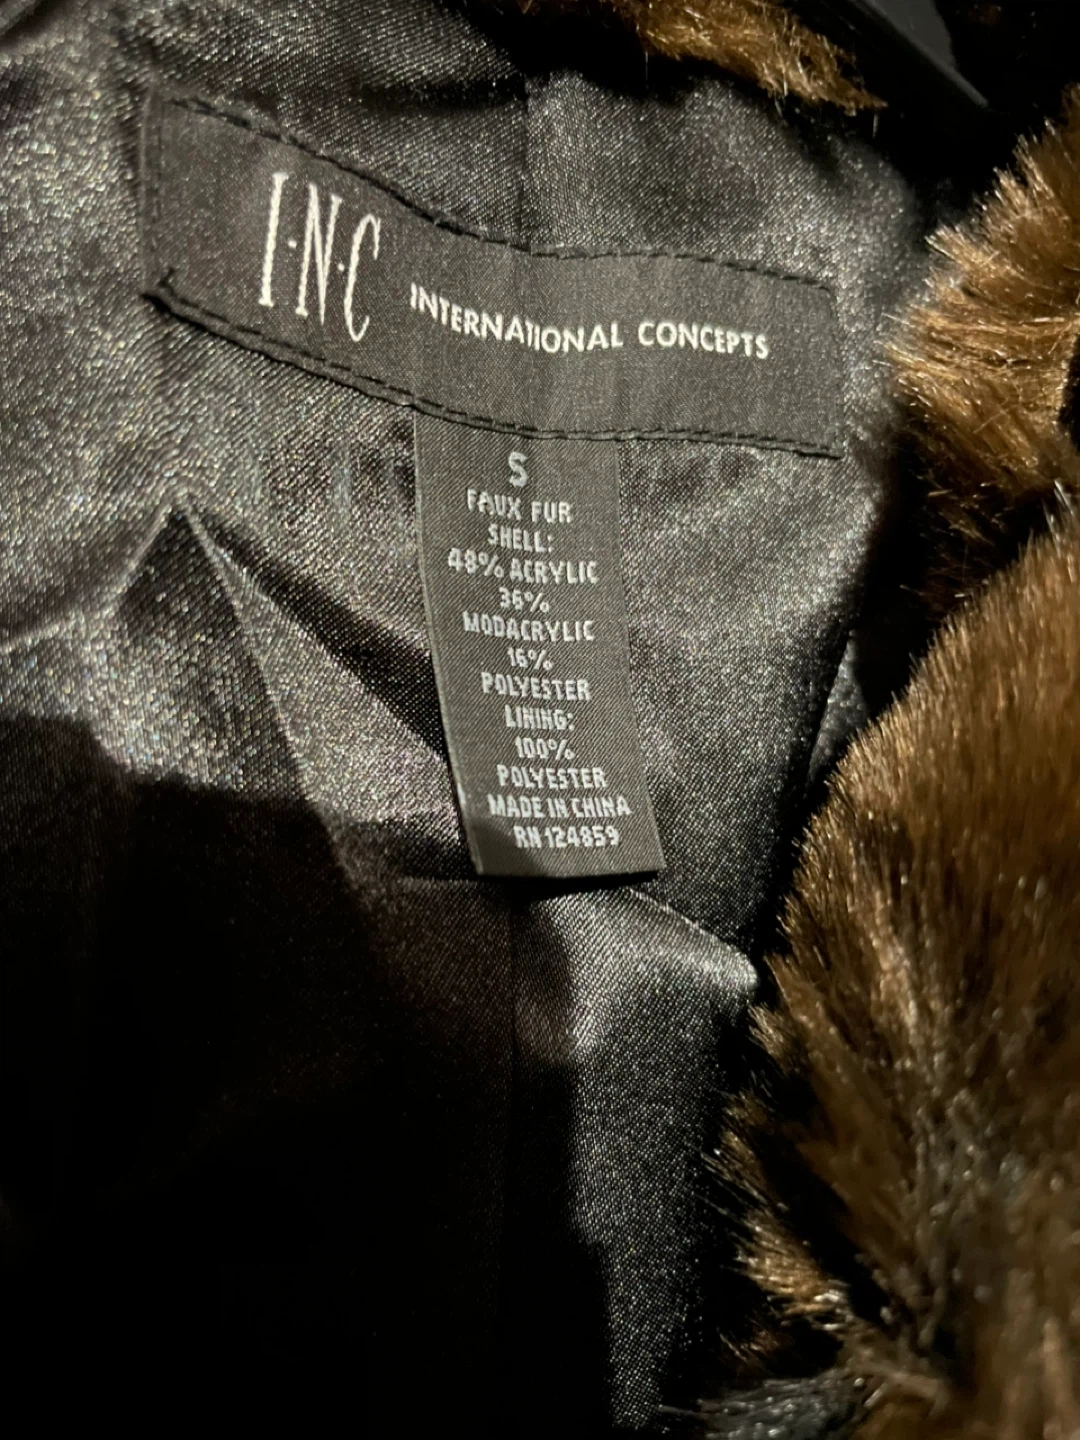 I·N·C INTERNATIONAL CONCEPTS
S
FAUX FUR
SHELL:
48% ACRYLIC
36%
MODACRYLIC
16%
POLYESTER
LINING:
100%
POLYESTER
MADE IN CHINA
RN 124859